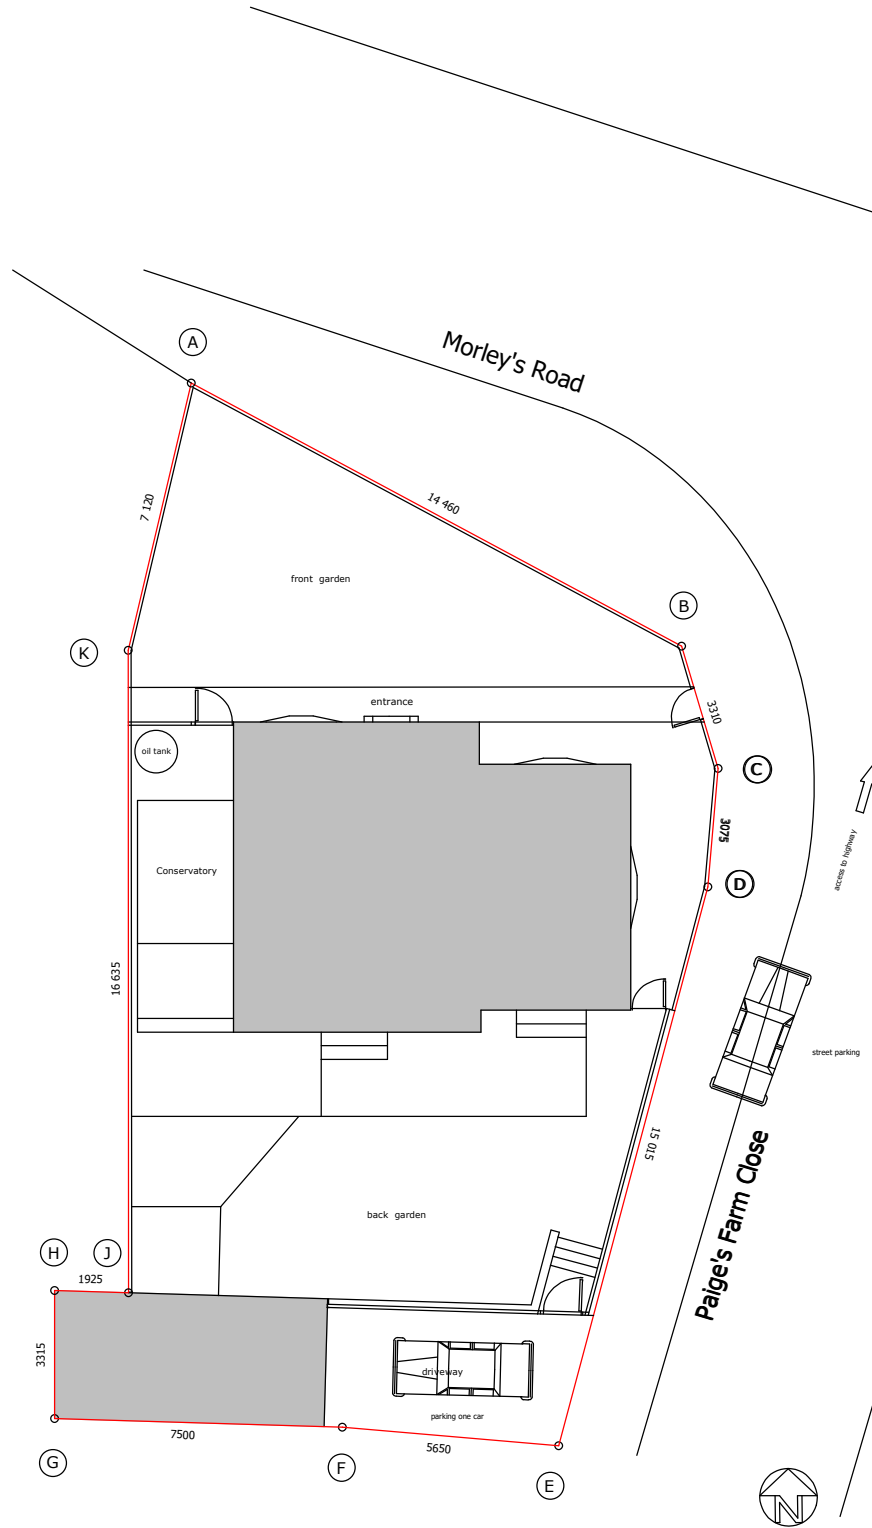 Morley's Road
A
7 120
14 460
front garden
B
K
entrance
3310
oil tank
C
3075
access to highway
Conservatory
D
16 635
street parking
15 015
Paige's Farm Close
back garden
H
J
1925
3315
driveway
parking one car
7500
5650
G
F
E
N